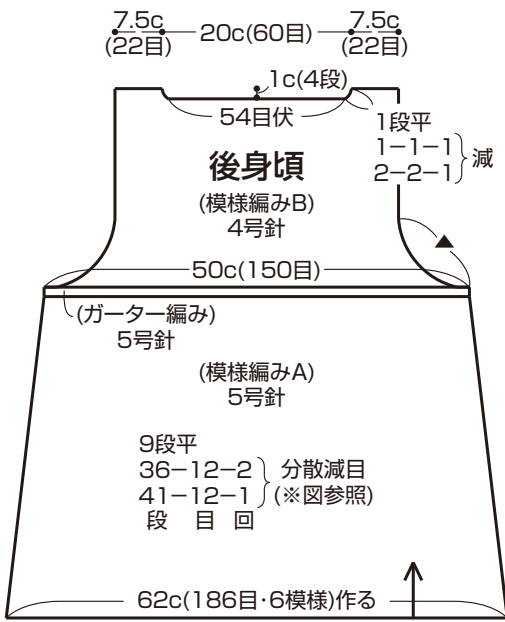 7.5c 20c(60目) 7.5c
(22目) (22目)
1c(4段)
54目伏
1段平
1−1−1
2−2−1
減
後身頃
(模様編みB)
4号針
▲
50c(150目)
(ガーター編み)
5号針
(模様編みA)
5号針
9段平
36−12−2 分散減目
41−12−1 (※図参照)
段 目 回
62c(186目・6模様)作る